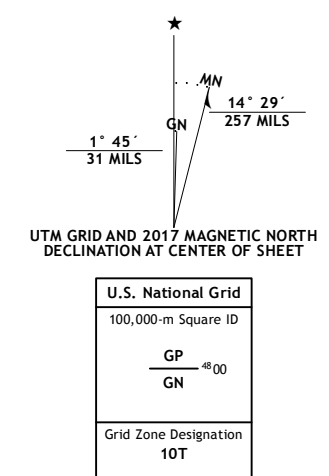 ★
MN
GN
1° 45´
31 MILS
14° 29´
257 MILS
UTM GRID AND 2017 MAGNETIC NORTH
DECLINATION AT CENTER OF SHEET
U.S. National Grid
100,000-m Square ID
GP
4800
GN
Grid Zone Designation
10T